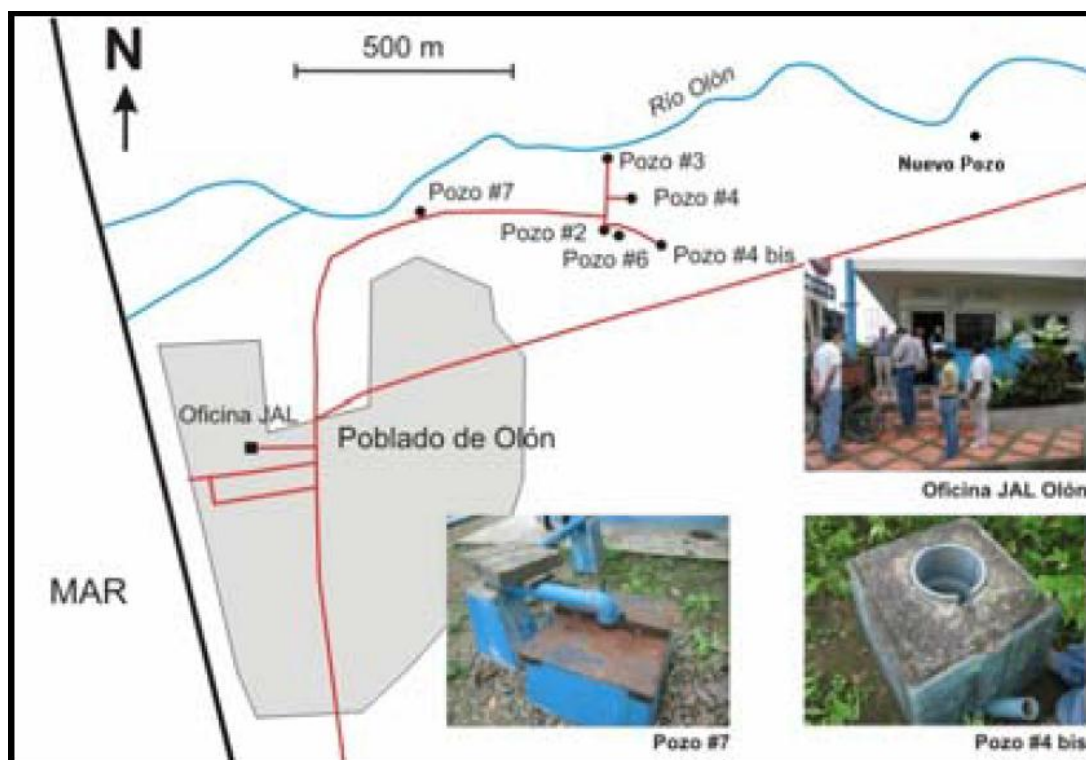 N
500 m
Río Olón
Pozo #3
Nuevo Pozo
Pozo #7
Pozo #4
Pozo #2
Pozo #6
Pozo #4 bis
Oficina JAL
Poblado de Olón
Oficina JAL Olón
MAR
Pozo #7
Pozo #4 bis